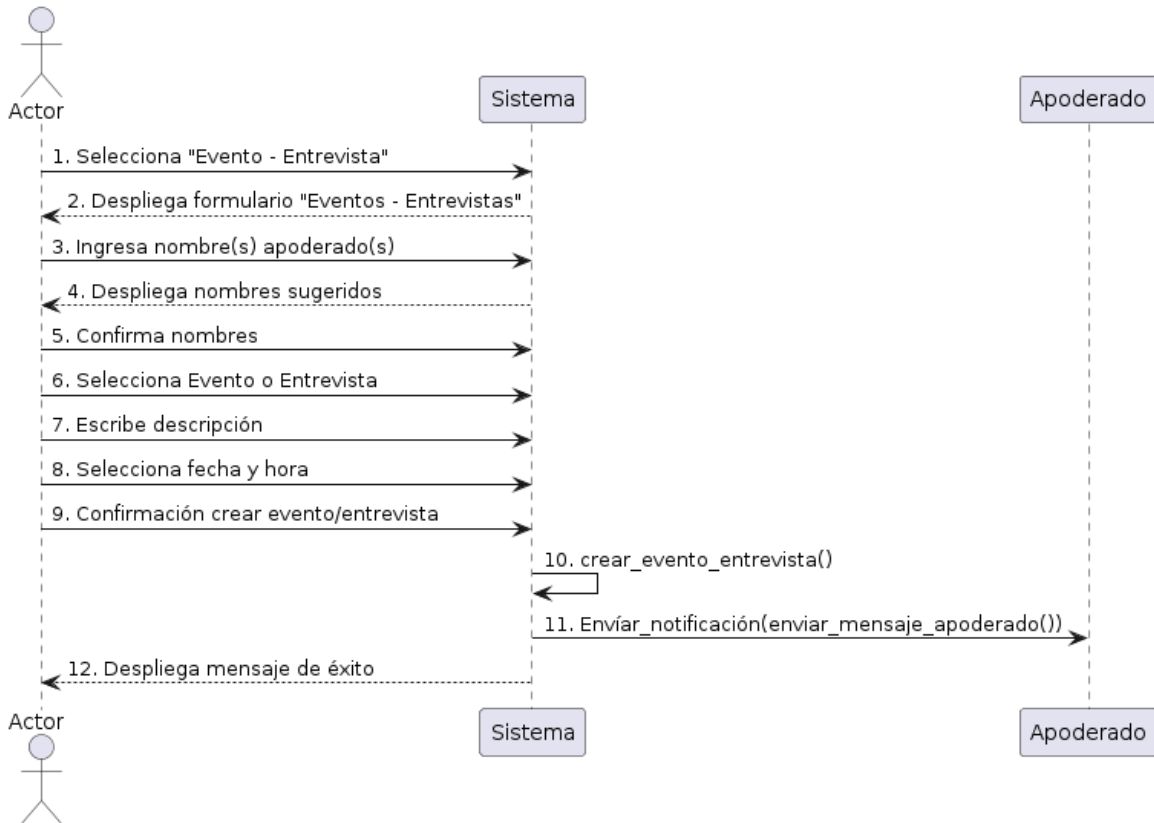 Actor
Sistema
Apoderado
1. Selecciona "Evento - Entrevista"
2. Despliega formulario "Eventos - Entrevistas"
3. Ingresa nombre(s) apoderado(s)
4. Despliega nombres sugeridos
5. Confirma nombres
6. Selecciona Evento o Entrevista
7. Escribe descripción
8. Selecciona fecha y hora
9. Confirmación crear evento/entrevista
10. crear_evento_entrevista()
11. Envíar_notificación(enviar_mensaje_apoderado())
12. Despliega mensaje de éxito
Actor
Sistema
Apoderado